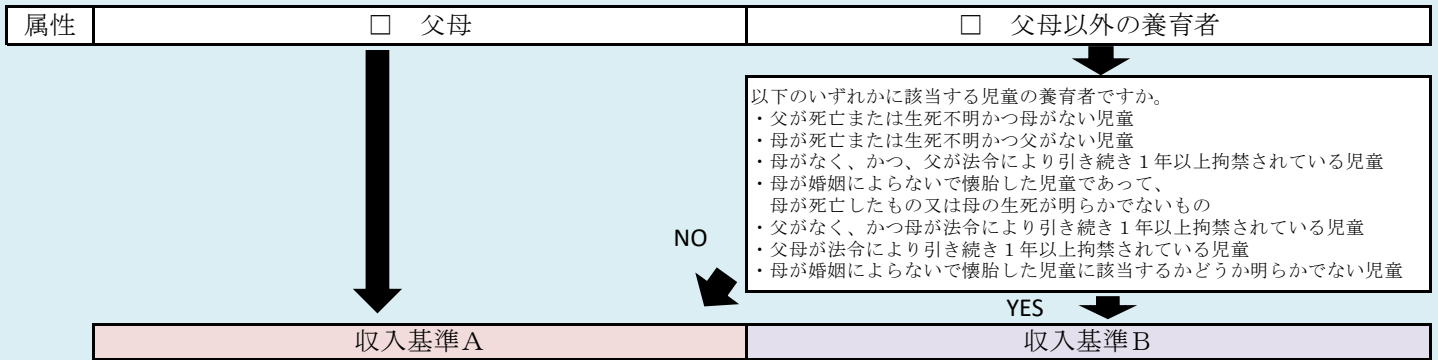 属性 □ 父母 □ 父母以外の養育者
以下のいずれかに該当する児童の養育者ですか。
・父が死亡または生死不明かつ母がない児童
・母が死亡または生死不明かつ父がない児童
・母がなく、かつ、父が法令により引き続き１年以上拘禁されている児童
・母が婚姻によらないで懐胎した児童であって、
母が死亡したもの又は母の生死が明らかでないもの
・父がなく、かつ母が法令により引き続き１年以上拘禁されている児童
・父母が法令により引き続き１年以上拘禁されている児童
・母が婚姻によらないで懐胎した児童に該当するかどうか明らかでない児童
NO
YES
収入基準Ａ 収入基準Ｂ